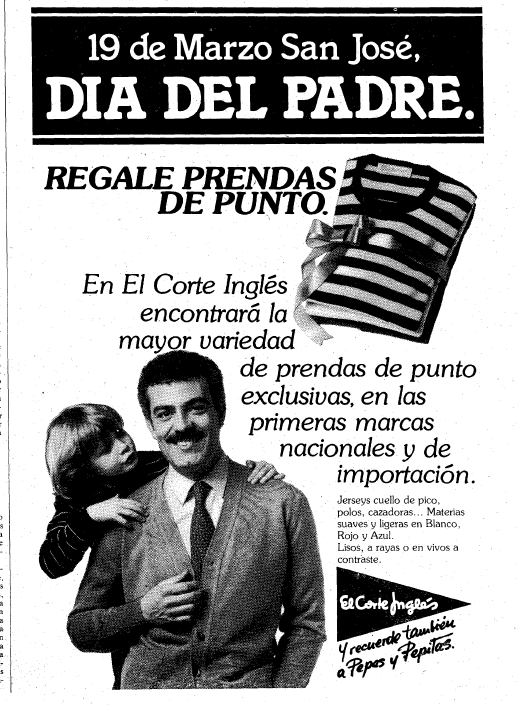 19 de Marzo San José,
DIA DEL PADRE.
REGALE PRENDAS
DE PUNTO.
En El Corte Inglés
encontrará la
mayor variedad
de prendas de punto
exclusivas, en las
primeras marcas
nacionales y de
importación.
Jerseys cuello de pico,
polos, cazadoras... Materias
suaves y ligeras en Blanco,
Rojo y Azul.
Lisos, a rayas o en vivos a
contraste.
El Corte Inglés
Y recuerde también
a Pepas y Pepitas.